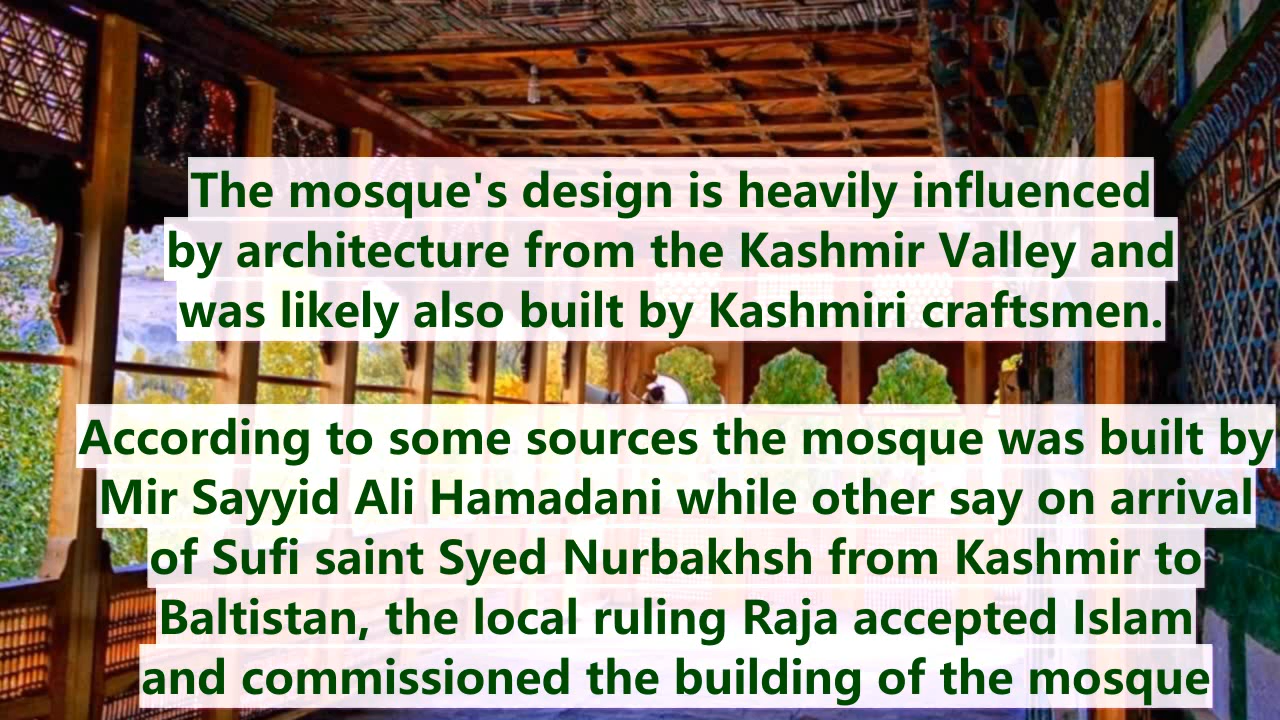 The mosque's design is heavily influenced
by architecture from the Kashmir Valley and
was likely also built by Kashmiri craftsmen.
According to some sources the mosque was built by
Mir Sayyid Ali Hamadani while other say on arrival
of Sufi saint Syed Nurbakhsh from Kashmir to
Baltistan, the local ruling Raja accepted Islam
and commissioned the building of the mosque